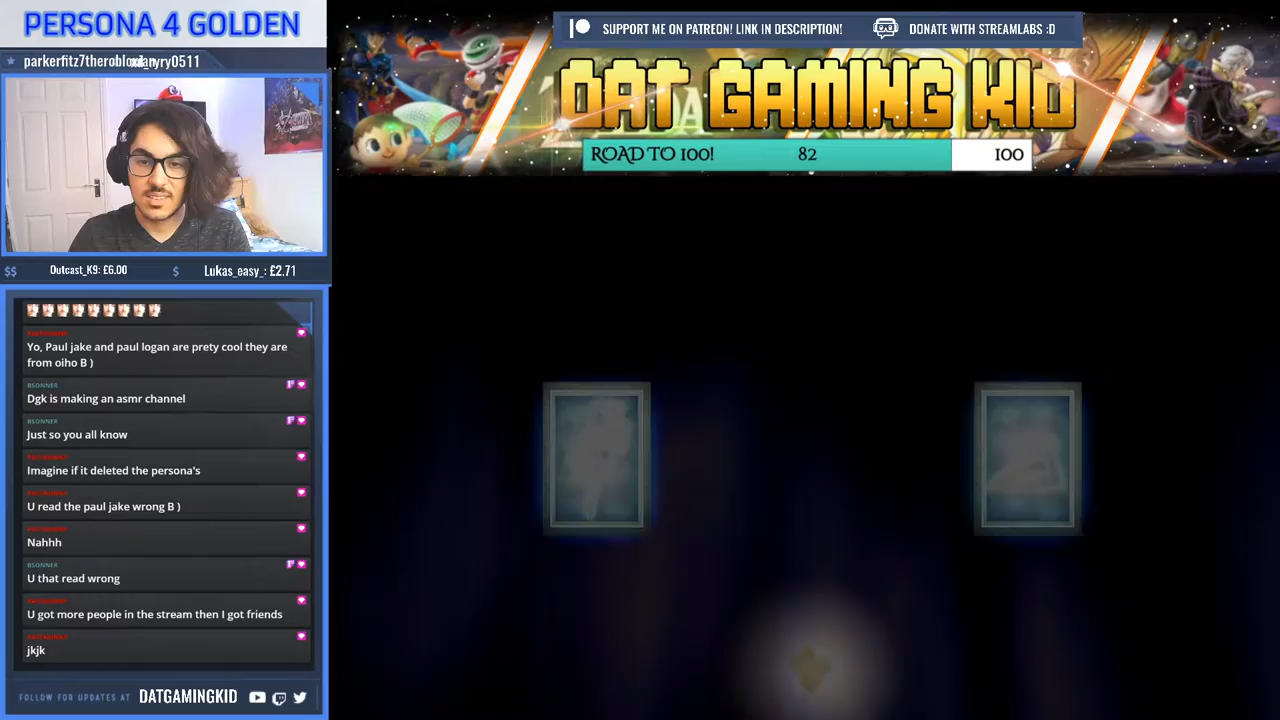 PERSONA 4 GOLDEN
SUPPORT ME ON PATREON! LINK IN DESCRIPTION!
DONATE WITH STREAMLABS :D
DAT GAMING KID
ROAD TO 100!
82
100
$$
Outcast_K9: £6.00
$
Lukas_easy_: £2.71
Yo, Paul jake and paul logan are prety cool they are
from oiho B )
BSONNER
Dgk is making an asmr channel
BSONNER
Just so you all know
Imagine if it deleted the persona's
U read the paul jake wrong B )
Nahhh
BSONNER
U that read wrong
U got more people in the stream then I got friends
jkjk
FOLLOW FOR UPDATES AT DATGAMINGKID